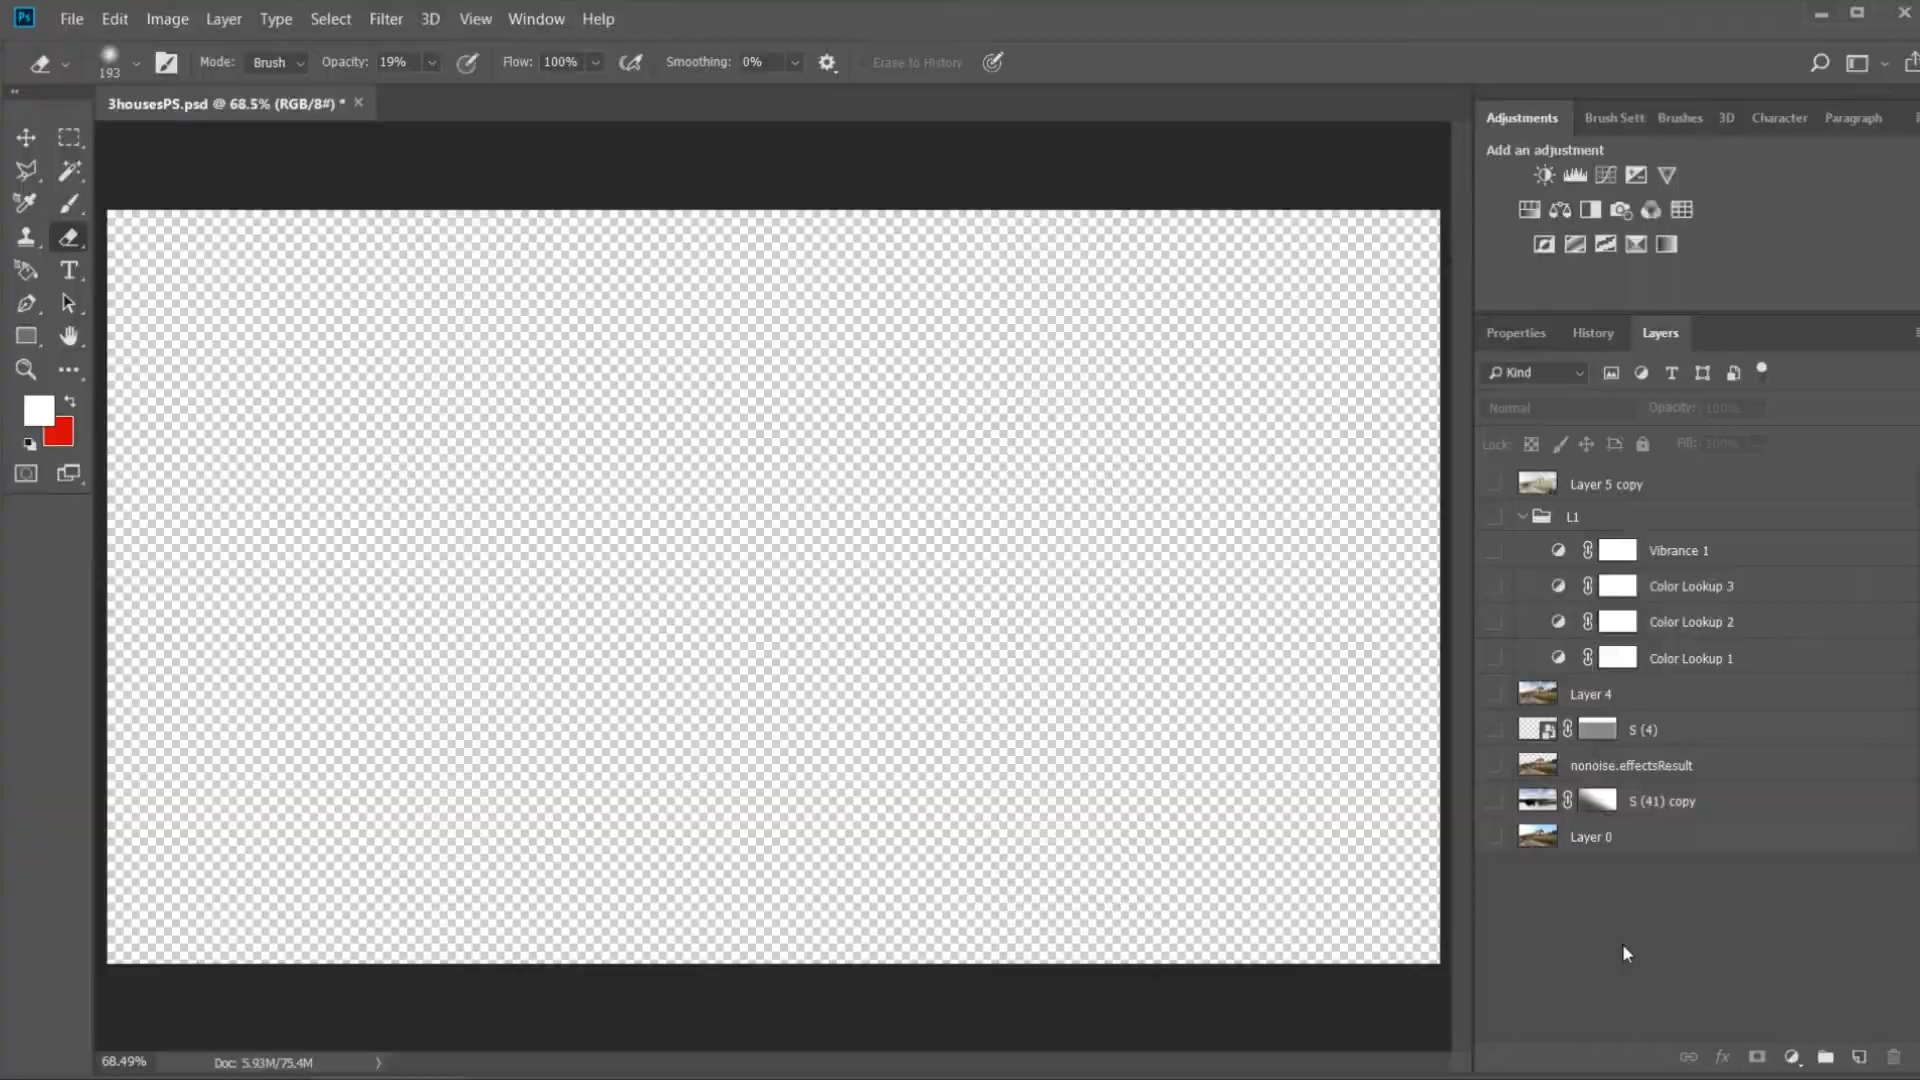 Ps File Edit Image Layer Type Select Filter 3D View Window Help
193 Mode: Brush Opacity: 19% Flow: 100% Smoothing: 0% Erase to History
3housesPS.psd @ 68.5% (RGB/8#) *
Adjustments Brush Sett Brushes 3D Character Paragraph
Add an adjustment
Properties History Layers
Kind
Normal Opacity: 100%
Lock: Fill: 100%
Layer 5 copy
L1
Vibrance 1
Color Lookup 3
Color Lookup 2
Color Lookup 1
Layer 4
S (4)
nonoise.effectsResult
S (41) copy
Layer 0
68.49% Doc: 5.93M/75.4M
fx